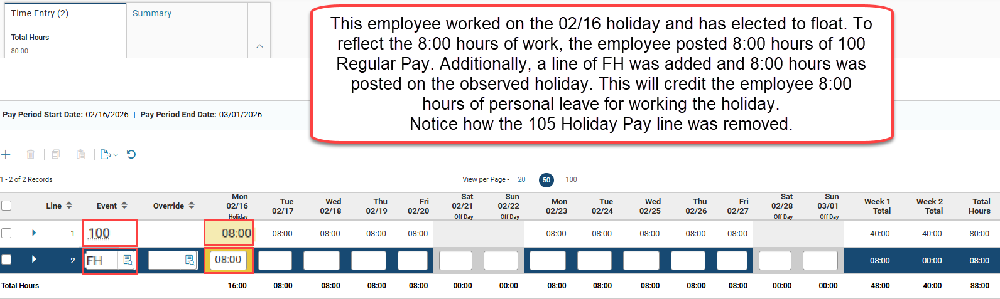 Time Entry (2)
Summary
Total Hours
80:00
This employee worked on the 02/16 holiday and has elected to float. To
reflect the 8:00 hours of work, the employee posted 8:00 hours of 100
Regular Pay. Additionally, a line of FH was added and 8:00 hours was
posted on the observed holiday. This will credit the employee 8:00
hours of personal leave for working the holiday.
Notice how the 105 Holiday Pay line was removed.
Pay Period Start Date: 02/16/2026 | Pay Period End Date: 03/01/2026
1 - 2 of 2 Records
View per Page - 20 50 100
Line Event Override Mon 02/16 Holiday Tue 02/17 Wed 02/18 Thu 02/19 Fri 02/20 Sat 02/21 Off Day Sun 02/22 Off Day Mon 02/23 Tue 02/24 Wed 02/25 Thu 02/26 Fri 02/27 Sat 02/28 Off Day Sun 03/01 Off Day Week 1 Total Week 2 Total Total Hours
1 100 - 08:00 08:00 08:00 08:00 08:00 - - 08:00 08:00 08:00 08:00 08:00 - - 40:00 40:00 80:00
2 FH 08:00 08:00 00:00 08:00
Total Hours 16:00 08:00 08:00 08:00 08:00 00:00 00:00 08:00 08:00 08:00 08:00 08:00 00:00 00:00 48:00 40:00 88:00